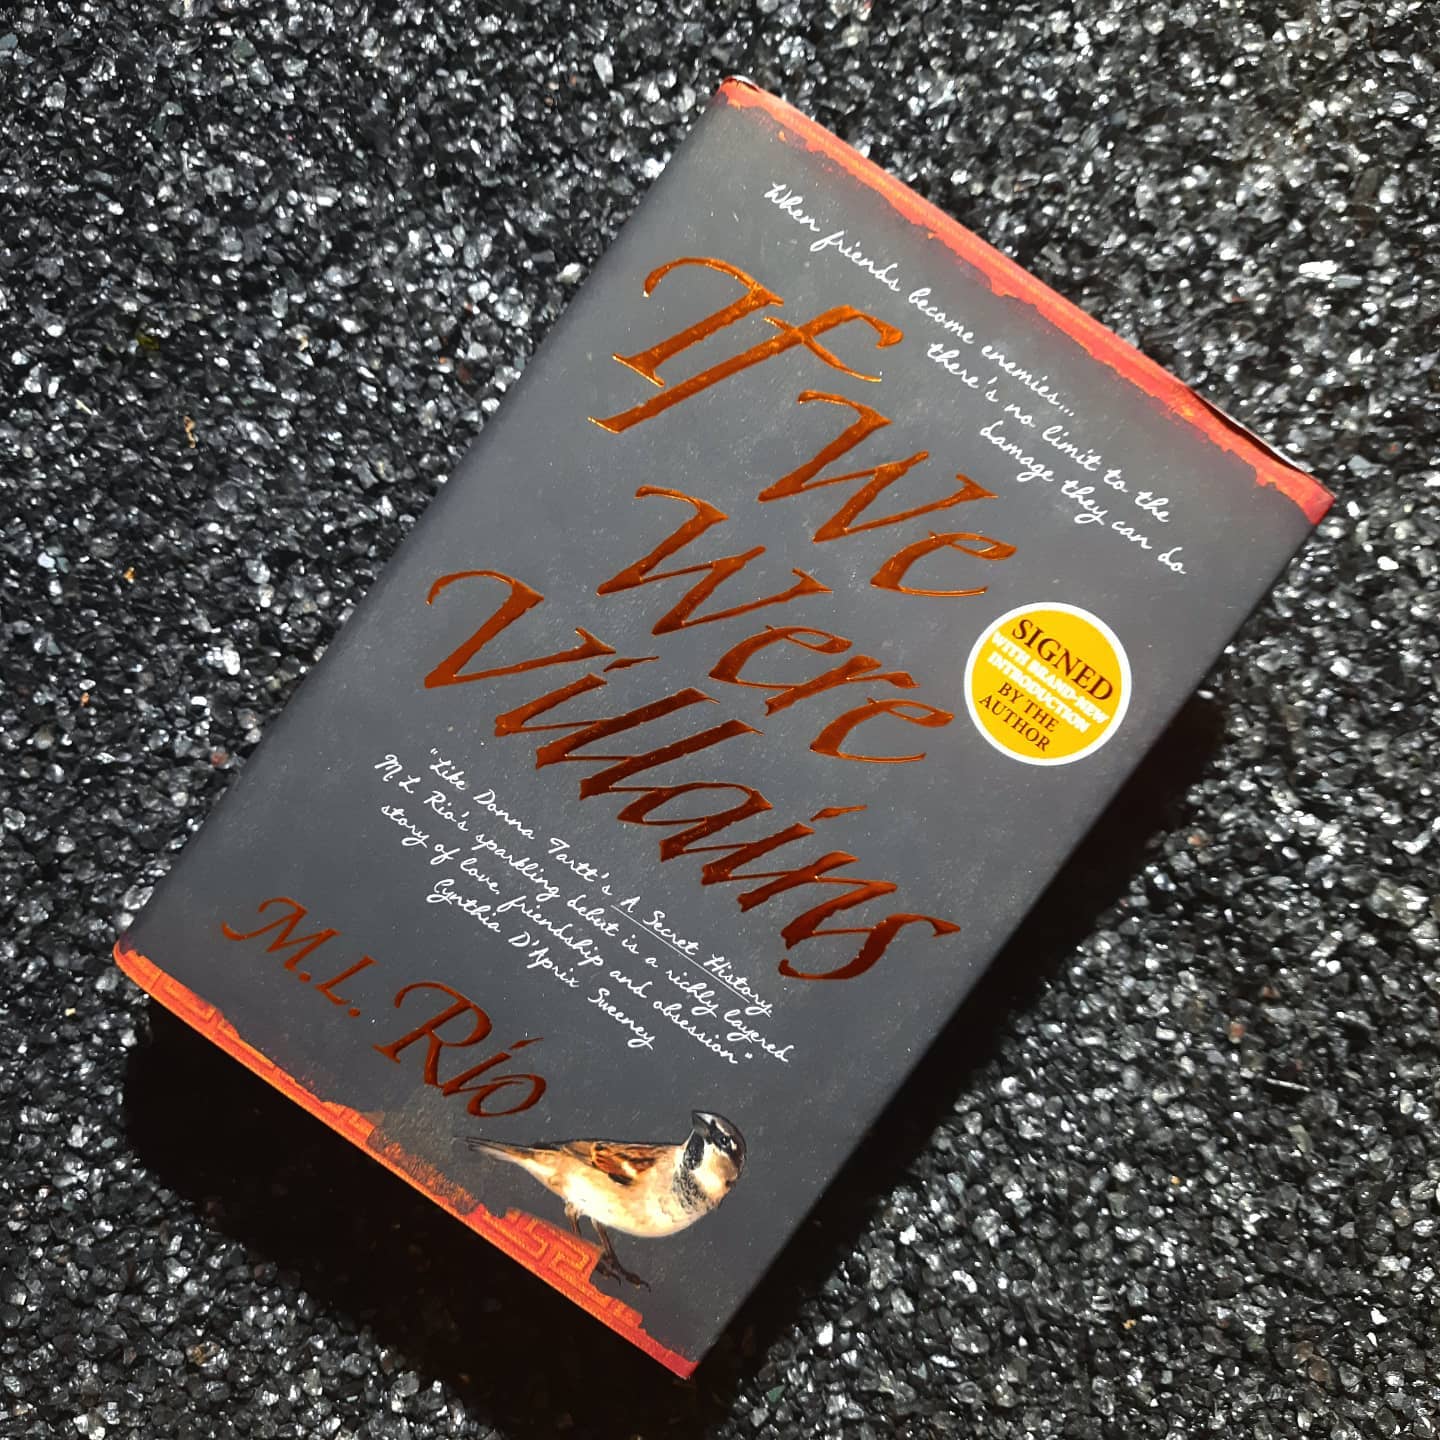 When friends become enemies...
there's no limit to the
damage they can do
If We
Were
Villains
SIGNED
WITH BRAND-NEW
INTRODUCTION
BY THE
AUTHOR
"Like Donna Tartt's A Secret History,
M L Rio's sparkling debut is a richly layered
story of love, friendship and obsession"
Cynthia D'Aprix Sweeney
M.L. Rio